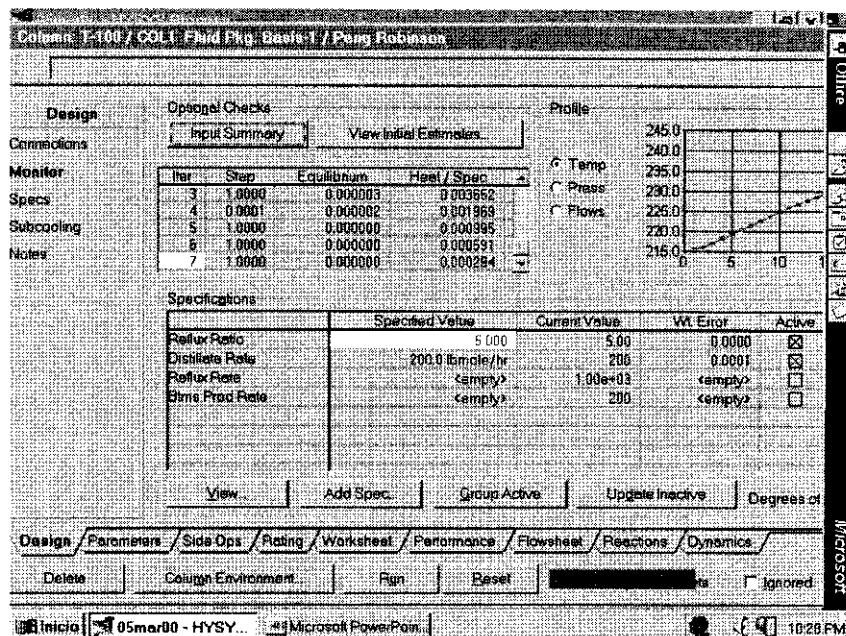 Column: T-100 / COL1 Fluid Pkg: Basis-1 / Peng Robinson
Design
Connections
Monitor
Specs
Subcooling
Notes
Optional Checks
Input Summary
View Initial Estimates...
Iter Step Equilibrium Heat / Spec
3 1.0000 0.000003 0.003652
4 0.0001 0.000002 0.001969
5 1.0000 0.000000 0.000995
6 1.0000 0.000000 0.000591
7 1.0000 0.000000 0.000294
Profile
Temp
Press
Flows
245.0
240.0
235.0
230.0
225.0
220.0
215.0
0 5 10 1
Specifications
Specified Value Current Value Wt. Error Active
Reflux Ratio 5.000 5.00 0.0000
Distillate Rate 200.0 lbmole/hr 200 0.0001
Reflux Rate <empty> 1.00e+03 <empty>
Btms Prod Rate <empty> 200 <empty>
View...
Add Spec...
Group Active
Update Inactive
Degrees of
Design Parameters Side Ops Rating Worksheet Performance Flowsheet Reactions Dynamics
Delete
Column Environment...
Run
Reset
Ignored
Office
Microsoft
Inicio
05mar00 - HYSY...
Microsoft PowerPoin...
10:28 PM